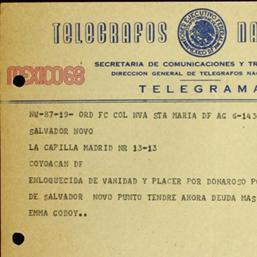 TELEGRAFOS NA
MEXICO68
SECRETARIA DE COMUNICACIONES Y TR
DIRECCION GENERAL DE TELEGRAFOS NAC
TELEGRAMA
NW-87-19- ORD FC COL NVA STA MARIA DF AG 6-143
SALVADOR NOVO
LA CAPILLA MADRID NR 13-13
COYOACAN DF
ENLOQUECIDA DE VANIDAD Y PLACER POR DONAROSO PO
DE SALVADOR NOVO PUNTO TENDRE AHORA DEUDA MAS
EMMA GODOY..